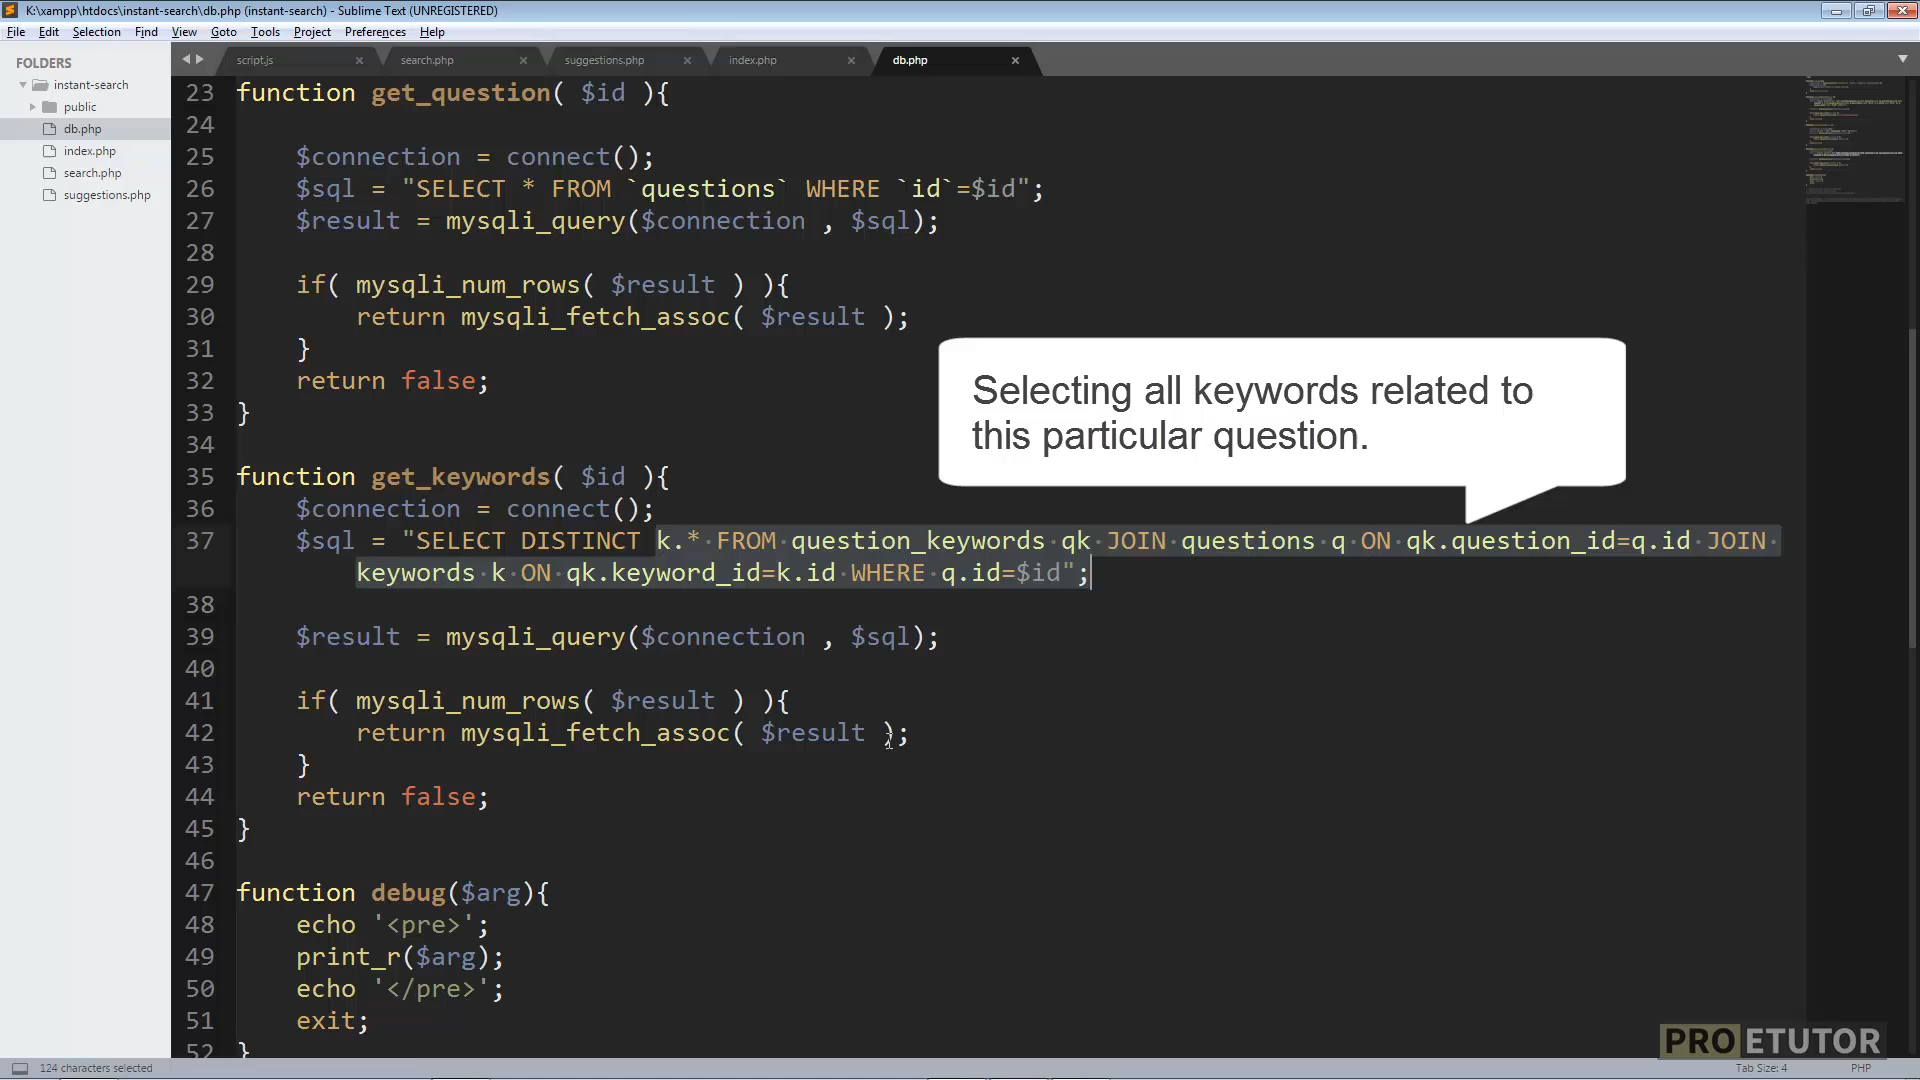 K:\xampp\htdocs\instant-search\db.php (instant-search) - Sublime Text (UNREGISTERED)
File Edit Selection Find View Goto Tools Project Preferences Help
FOLDERS
instant-search
public
db.php
index.php
search.php
suggestions.php
script.js search.php suggestions.php index.php db.php
23 function get_question( $id ){
24
25 $connection = connect();
26 $sql = "SELECT * FROM `questions` WHERE `id`=$id";
27 $result = mysqli_query($connection , $sql);
28
29 if( mysqli_num_rows( $result ) ){
30 return mysqli_fetch_assoc( $result );
31 }
32 return false;
33 }
34
35 function get_keywords( $id ){
36 $connection = connect();
37 $sql = "SELECT DISTINCT k.* FROM question_keywords qk JOIN questions q ON qk.question_id=q.id JOIN
keywords k ON qk.keyword_id=k.id WHERE q.id=$id";
38
39 $result = mysqli_query($connection , $sql);
40
41 if( mysqli_num_rows( $result ) ){
42 return mysqli_fetch_assoc( $result );
43 }
44 return false;
45 }
46
47 function debug($arg){
48 echo '<pre>';
49 print_r($arg);
50 echo '</pre>';
51 exit;
52 }
Selecting all keywords related to
this particular question.
PROETUTOR
124 characters selected
Tab Size: 4 PHP